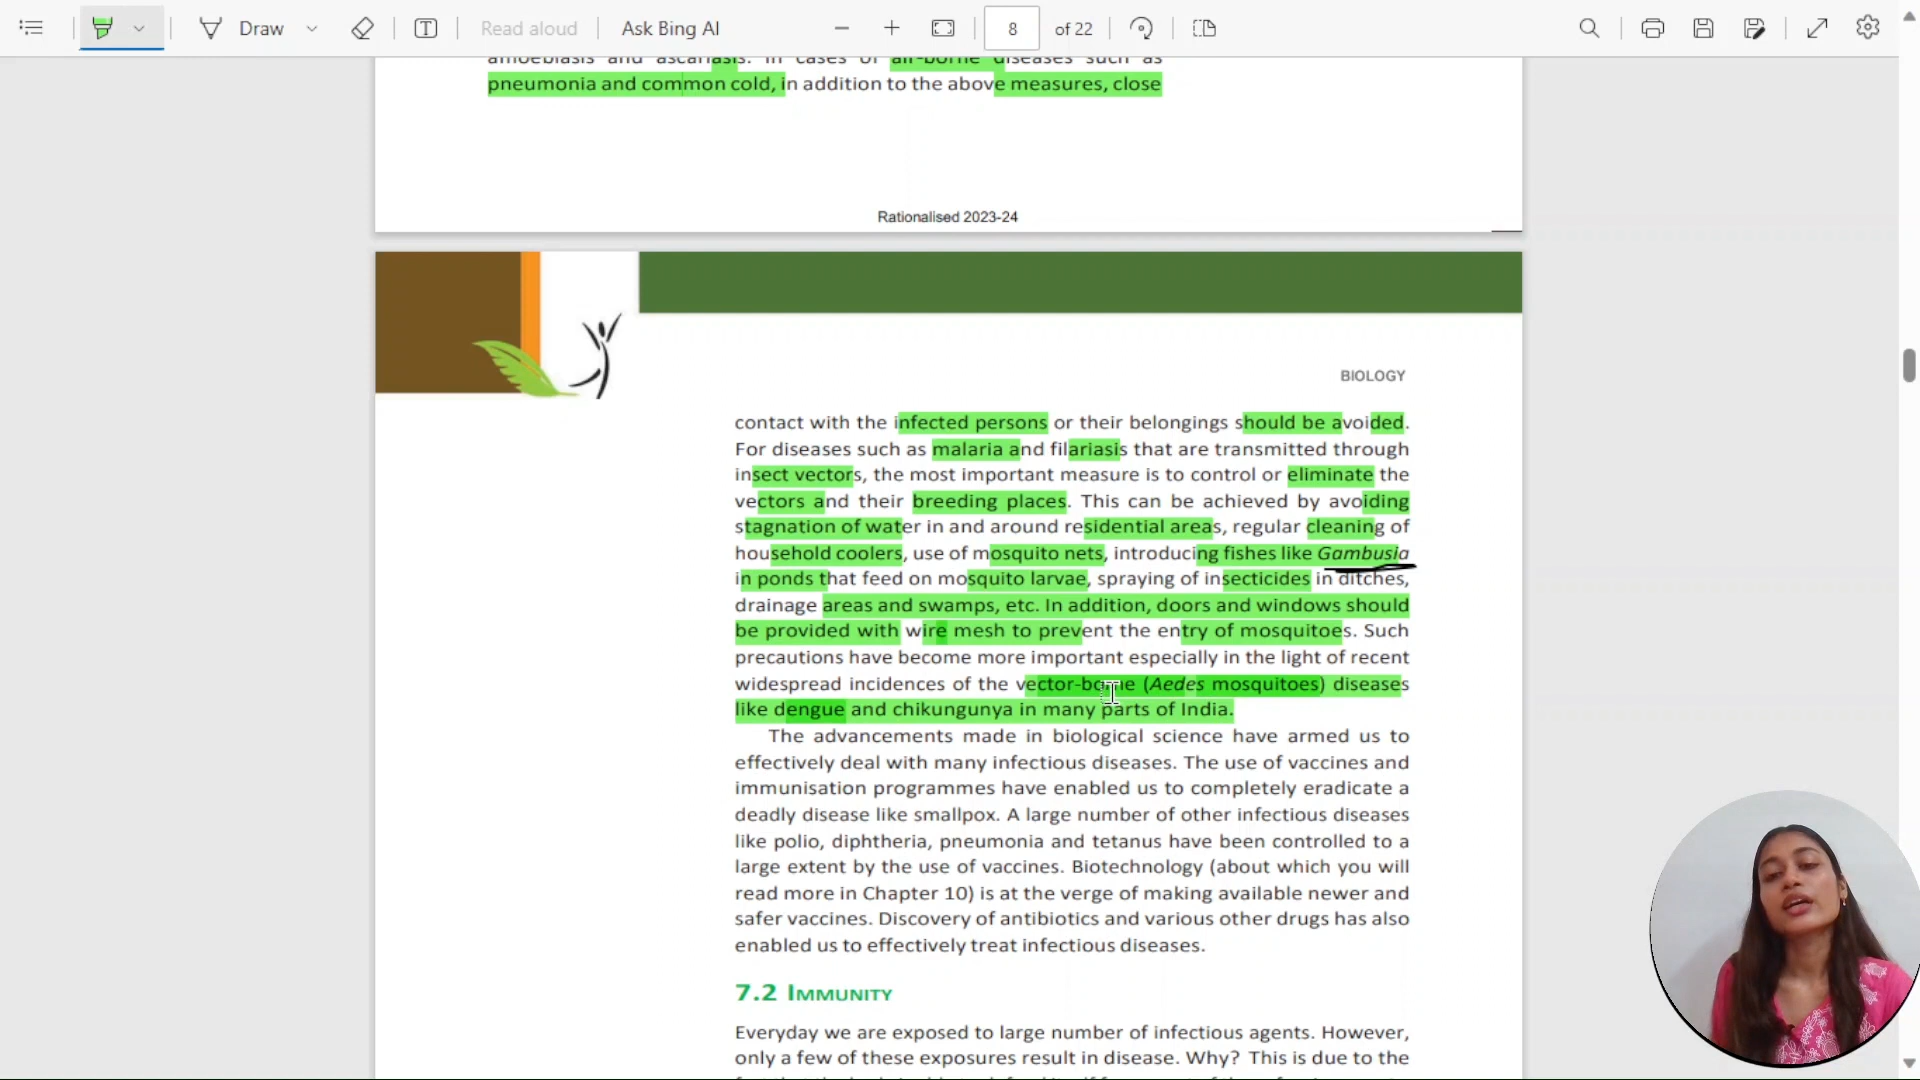 Draw
Read aloud
Ask Bing AI
8
of 22
amoebiasis and ascariasis. In cases of air-borne diseases such as
pneumonia and common cold, in addition to the above measures, close
Rationalised 2023-24
BIOLOGY
contact with the infected persons or their belongings should be avoided.
For diseases such as malaria and filariasis that are transmitted through
insect vectors, the most important measure is to control or eliminate the
vectors and their breeding places. This can be achieved by avoiding
stagnation of water in and around residential areas, regular cleaning of
household coolers, use of mosquito nets, introducing fishes like Gambusia
in ponds that feed on mosquito larvae, spraying of insecticides in ditches,
drainage areas and swamps, etc. In addition, doors and windows should
be provided with wire mesh to prevent the entry of mosquitoes. Such
precautions have become more important especially in the light of recent
widespread incidences of the vector-borne (Aedes mosquitoes) diseases
like dengue and chikungunya in many parts of India.
The advancements made in biological science have armed us to
effectively deal with many infectious diseases. The use of vaccines and
immunisation programmes have enabled us to completely eradicate a
deadly disease like smallpox. A large number of other infectious diseases
like polio, diphtheria, pneumonia and tetanus have been controlled to a
large extent by the use of vaccines. Biotechnology (about which you will
read more in Chapter 10) is at the verge of making available newer and
safer vaccines. Discovery of antibiotics and various other drugs has also
enabled us to effectively treat infectious diseases.
7.2 IMMUNITY
Everyday we are exposed to large number of infectious agents. However,
only a few of these exposures result in disease. Why? This is due to the